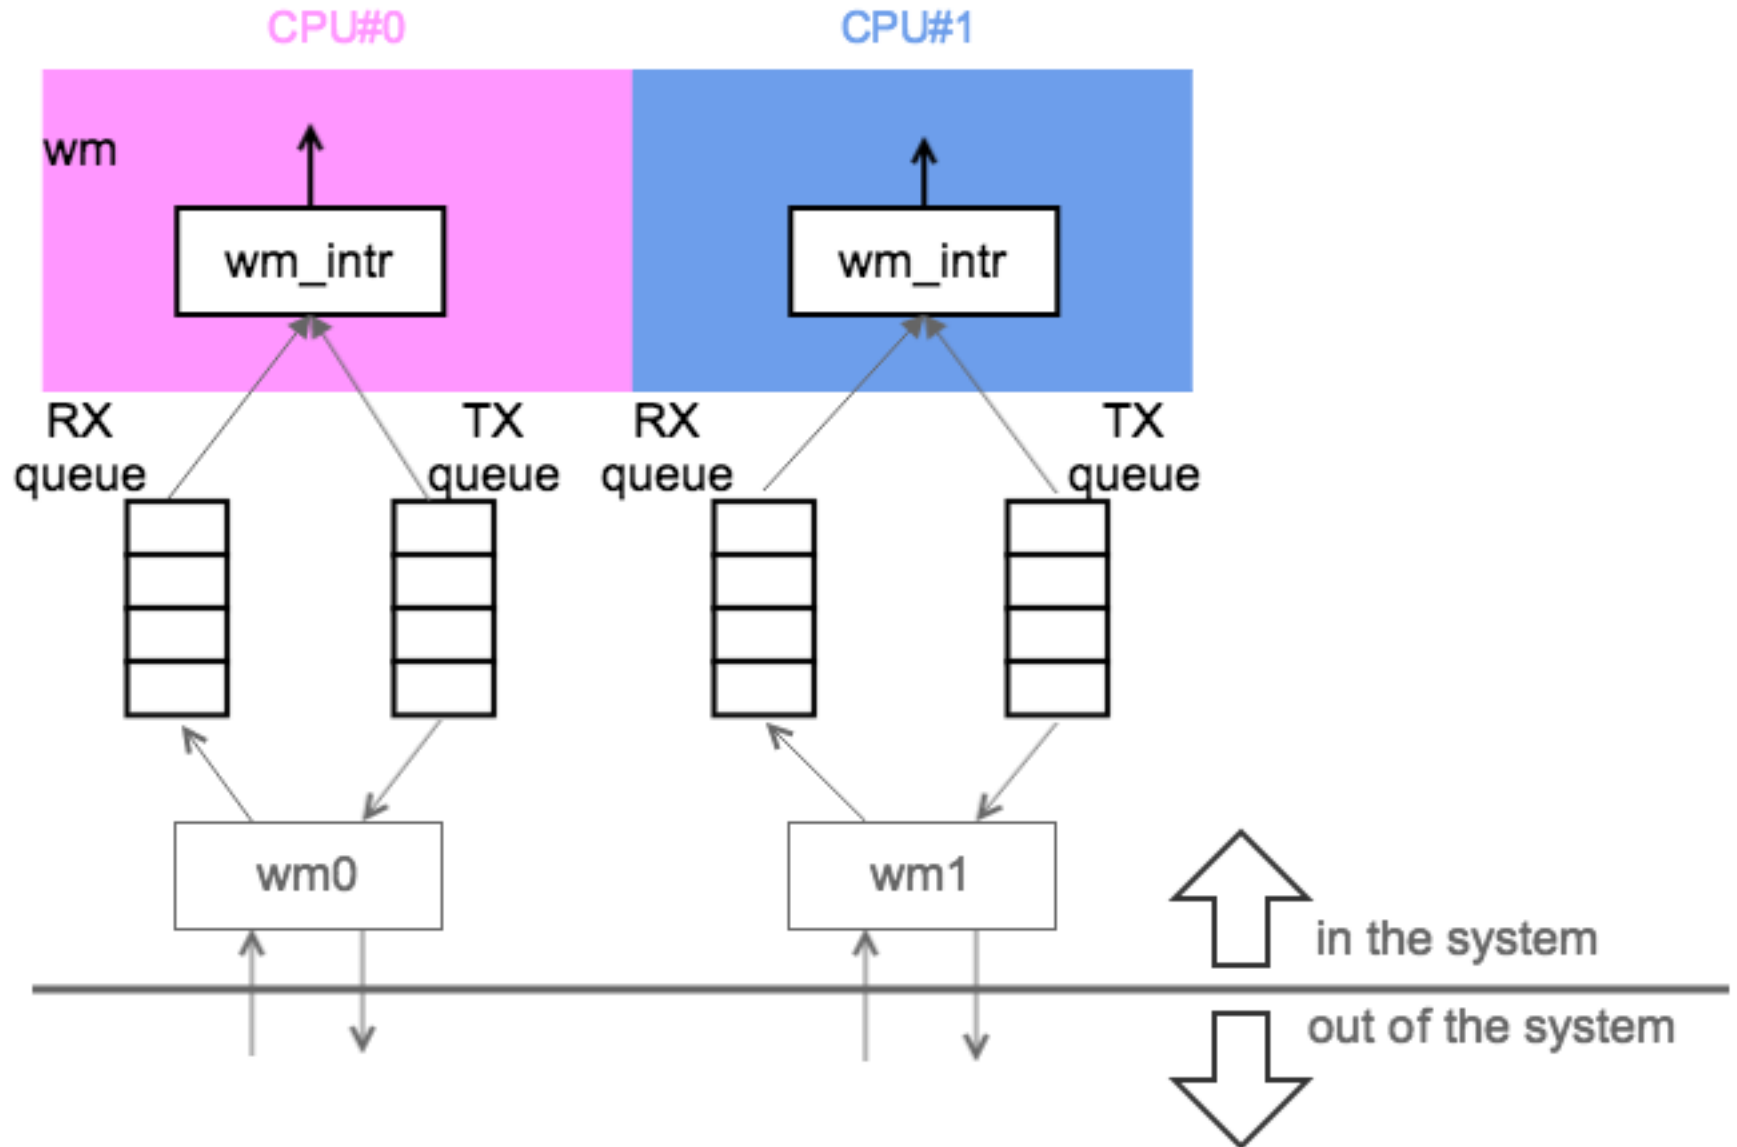 CPU#0
CPU#1
wm
wm_intr
wm_intr
RX
queue
TX
queue
RX
queue
TX
queue
wm0
wm1
in the system
out of the system